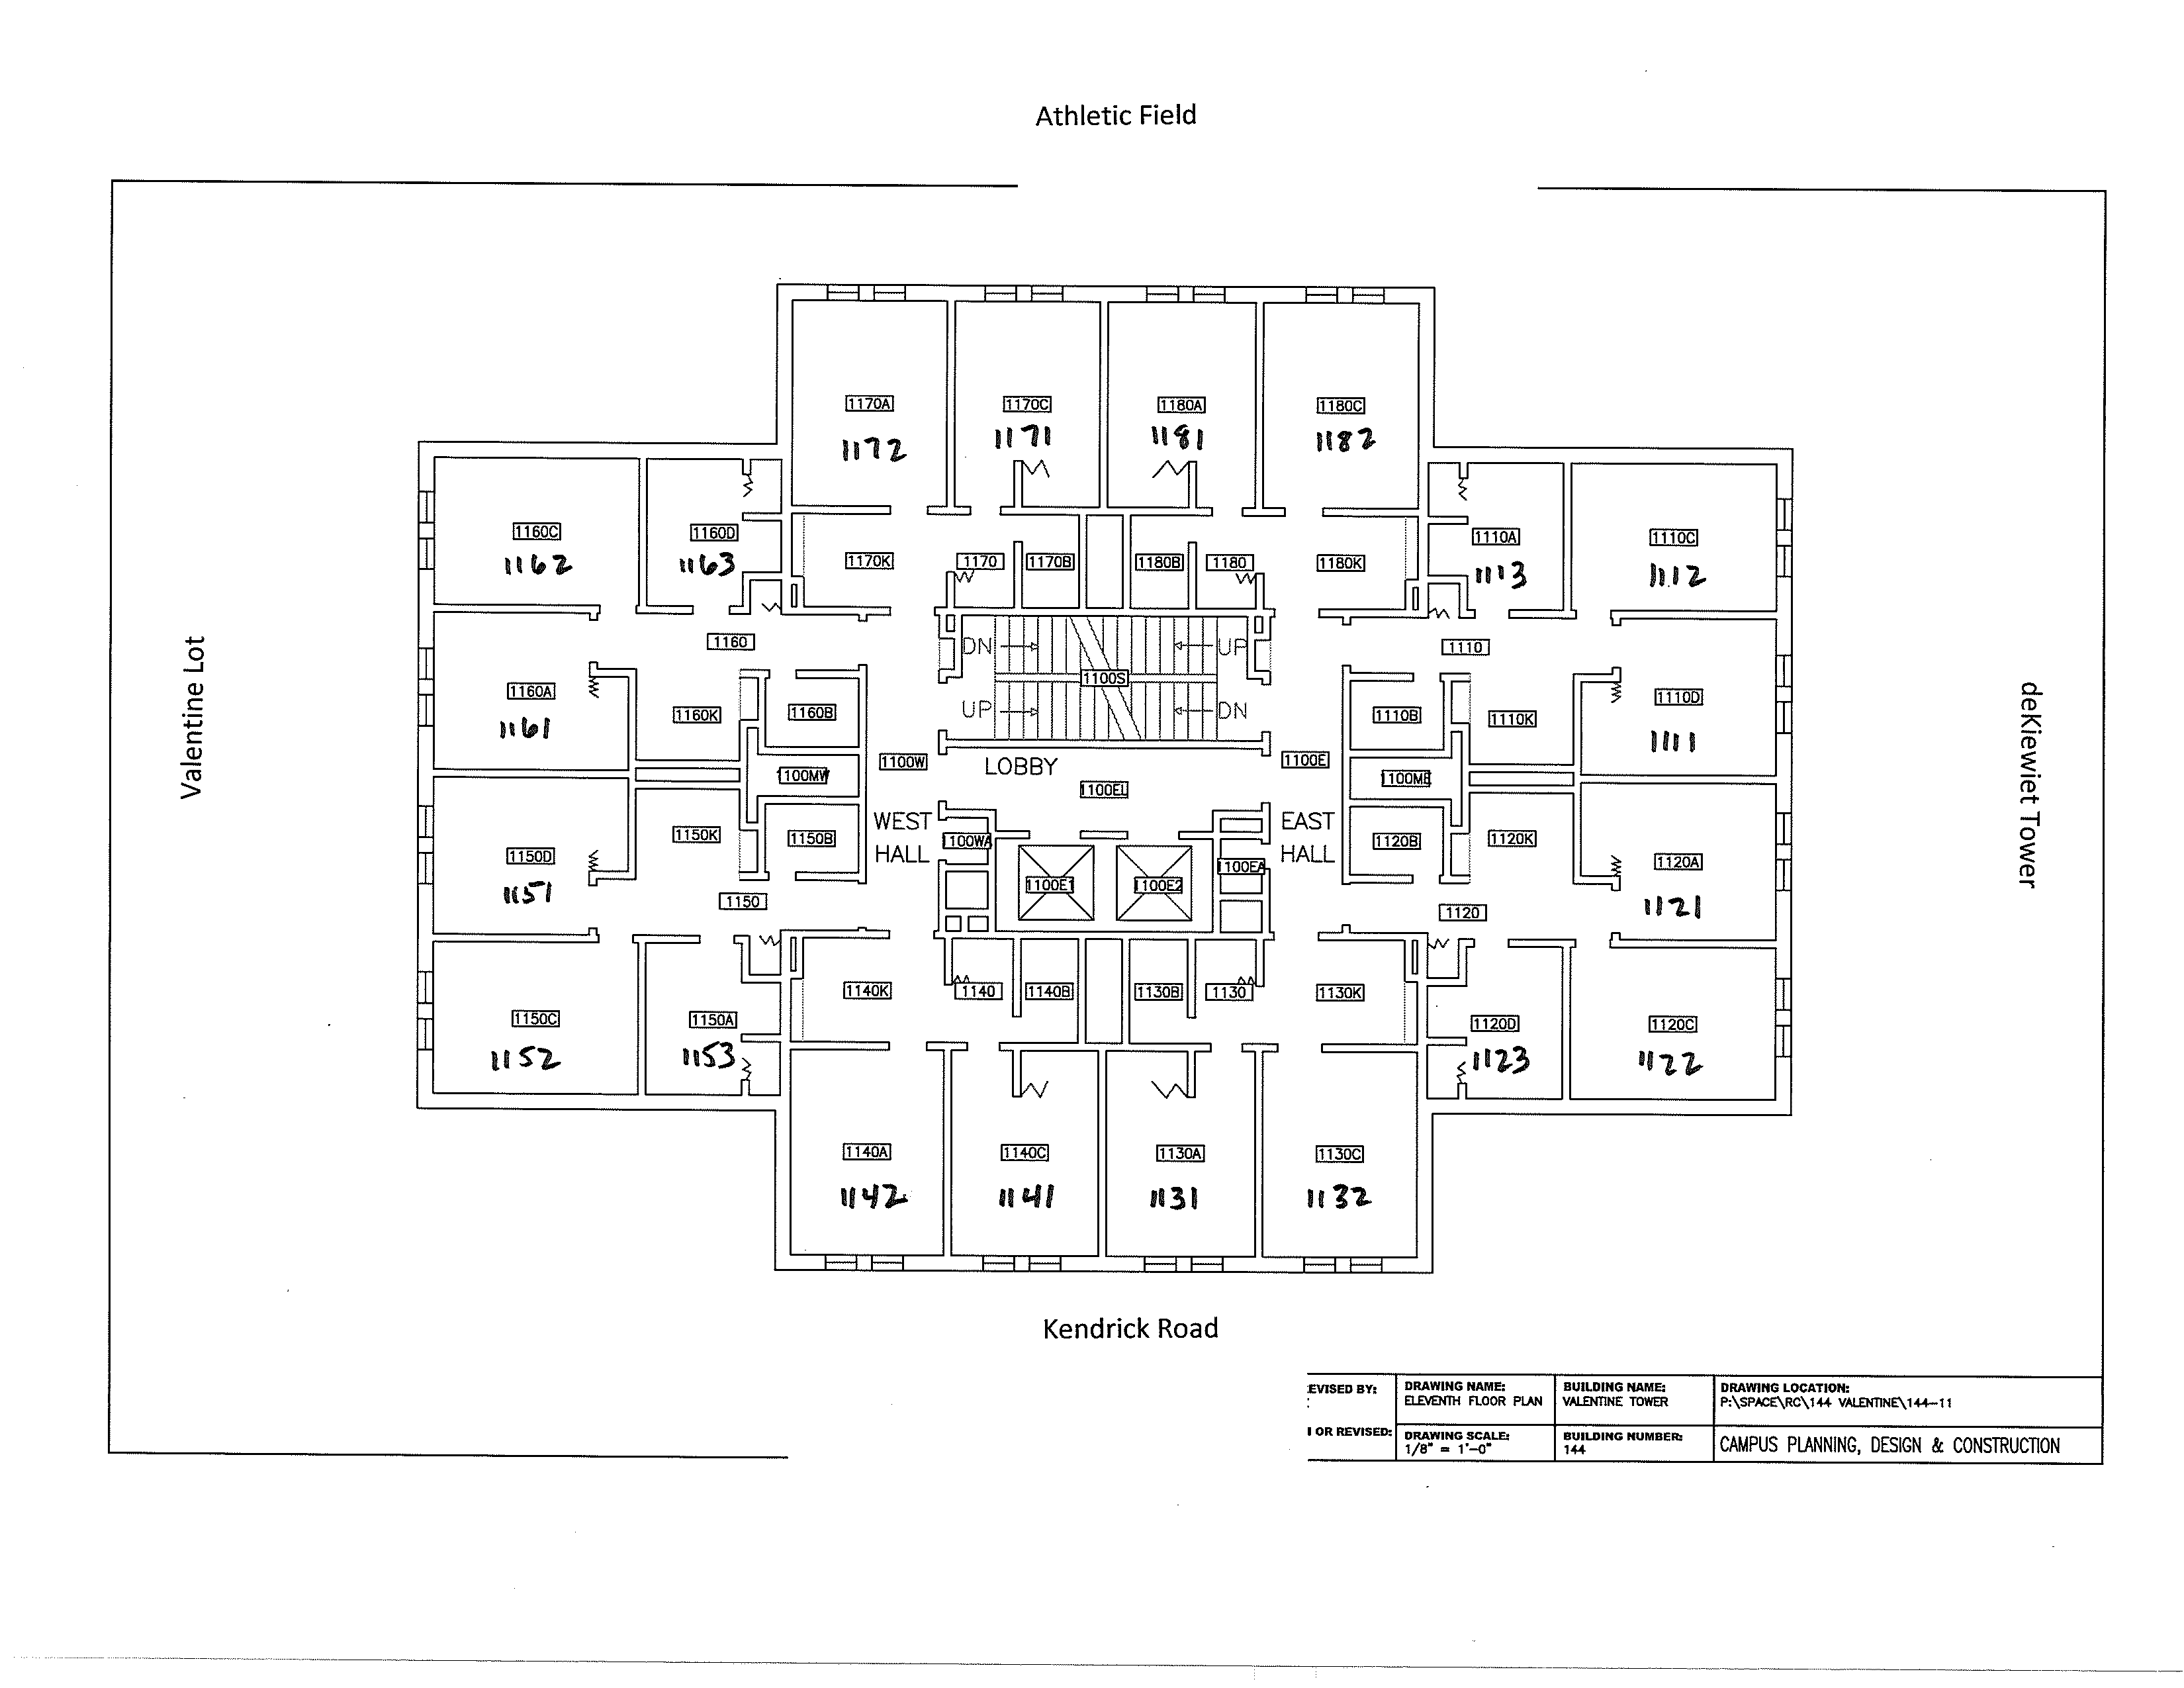 Athletic Field
1170A
1170C
1180A
1180C
1172
1171
1181
1182
1160C
1160D
1110A
1110C
1162
1163
1113
1112
1170K
1170
1170B
1180B
1180
1180K
1160
DN
UP
1110
1100S
UP
DN
1160A
1161
1160K
1160B
1110B
1110K
1110D
1111
Valentine Lot
deKiewiet Tower
1100W
LOBBY
1100E
1100MW
1100EL
1100ME
WEST
HALL
EAST
HALL
1150K
1150B
1100WA
1100EA
1120B
1120K
1150D
1151
1100E1
1100E2
1120A
1121
1150
1120
1140K
1140
1140B
1130B
1130
1130K
1150C
1150A
1120D
1120C
1152
1153
1123
1122
1140A
1140C
1130A
1130C
1142
1141
1131
1132
Kendrick Road
EVISED BY:
:
DRAWING NAME:
ELEVENTH FLOOR PLAN
BUILDING NAME:
VALENTINE TOWER
DRAWING LOCATION:
P:\SPACE\RC\144 VALENTINE\144-11
I OR REVISED:
DRAWING SCALE:
1/8" = 1'-0"
BUILDING NUMBER:
144
CAMPUS PLANNING, DESIGN & CONSTRUCTION